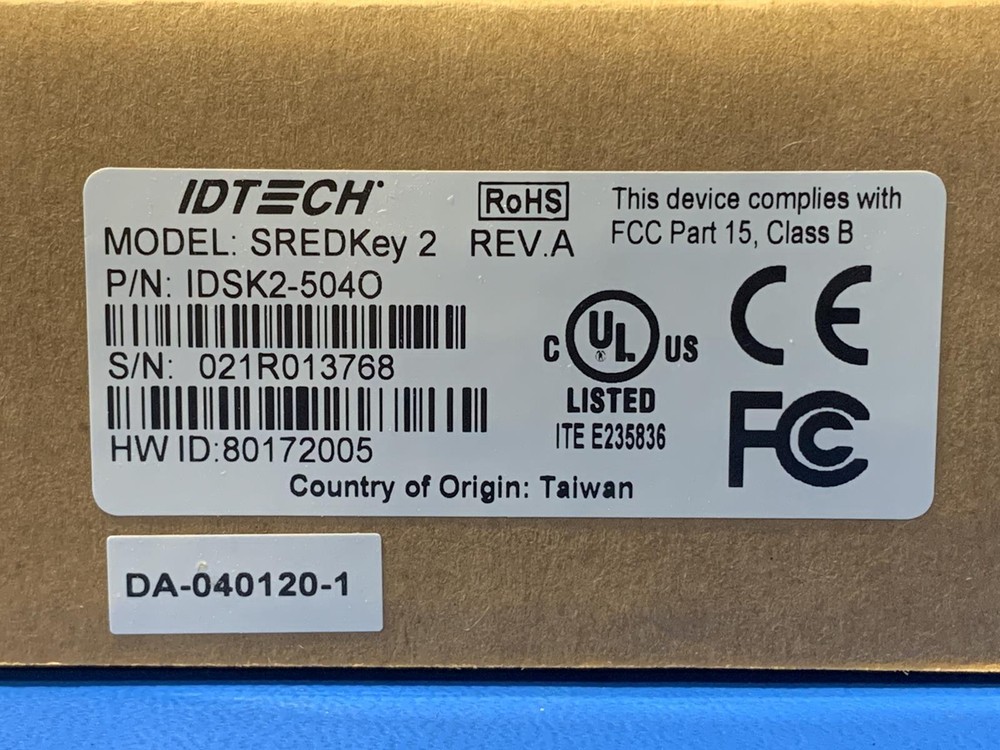 IDTECH
RoHS
This device complies with
FCC Part 15, Class B
MODEL: SREDKey 2 REV.A
P/N: IDSK2-504O
S/N: 021R013768
HW ID:80172005
C UL US
LISTED
ITE E235836
CE
FC
Country of Origin: Taiwan
DA-040120-1